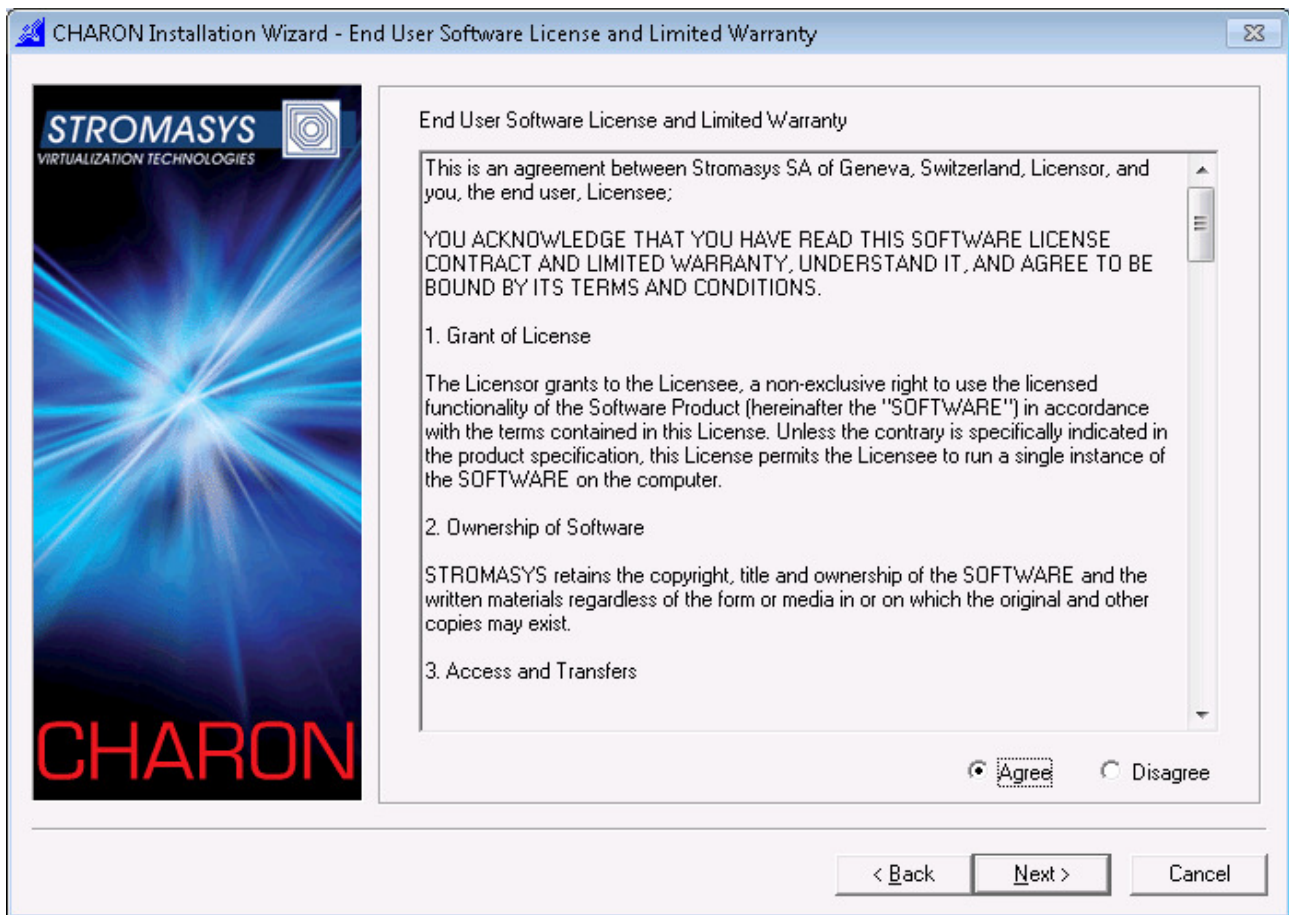 CHARON Installation Wizard - End User Software License and Limited Warranty
STROMASYS
VIRTUALIZATION TECHNOLOGIES
CHARON
End User Software License and Limited Warranty
This is an agreement between Stromasys SA of Geneva, Switzerland, Licensor, and
you, the end user, Licensee;
YOU ACKNOWLEDGE THAT YOU HAVE READ THIS SOFTWARE LICENSE
CONTRACT AND LIMITED WARRANTY, UNDERSTAND IT, AND AGREE TO BE
BOUND BY ITS TERMS AND CONDITIONS.
1. Grant of License
The Licensor grants to the Licensee, a non-exclusive right to use the licensed
functionality of the Software Product (hereinafter the "SOFTWARE") in accordance
with the terms contained in this License. Unless the contrary is specifically indicated in
the product specification, this License permits the Licensee to run a single instance of
the SOFTWARE on the computer.
2. Ownership of Software
STROMASYS retains the copyright, title and ownership of the SOFTWARE and the
written materials regardless of the form or media in or on which the original and other
copies may exist.
3. Access and Transfers
Agree
Disagree
< Back
Next >
Cancel